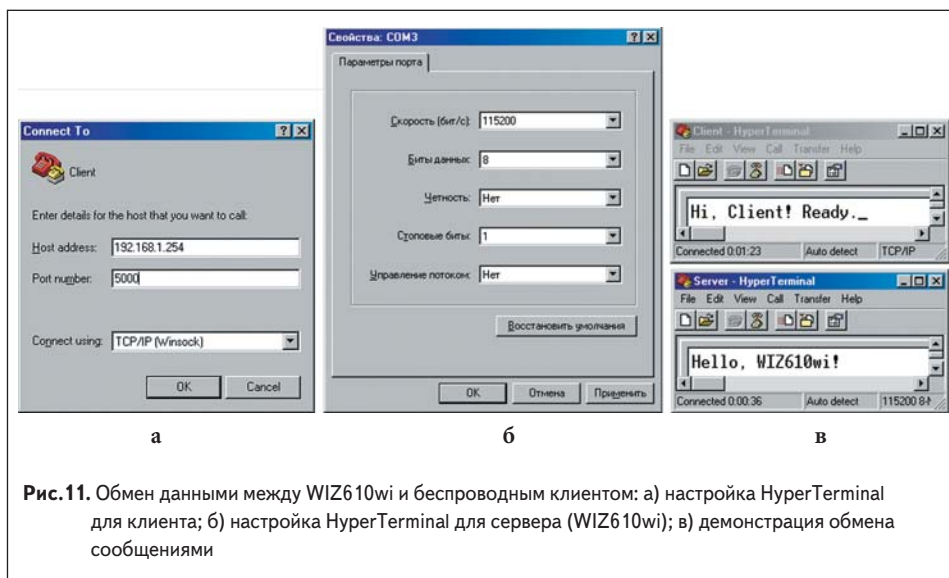 Connect To
Client
Enter details for the host that you want to call:
Host address: 192.168.1.254
Port number: 5000
Connect using: TCP/IP (Winsock)
OK Cancel
а
Свойства: COM3
Параметры порта
Скорость (бит/с): 115200
Биты данных: 8
Четность: Нет
Стоповые биты: 1
Управление потоком: Нет
Восстановить умолчания
OK Отмена Применить
б
Client - HyperTerminal
File Edit View Call Transfer Help
Hi, Client! Ready._
Connected 0:01:23 Auto detect TCP/IP
Server - HyperTerminal
File Edit View Call Transfer Help
Hello, WIZ610wi!
Connected 0:00:36 Auto detect 115200 8-N
в
Рис.11. Обмен данными между WIZ610wi и беспроводным клиентом: а) настройка HyperTerminal
для клиента; б) настройка HyperTerminal для сервера (WIZ610wi); в) демонстрация обмена
сообщениями